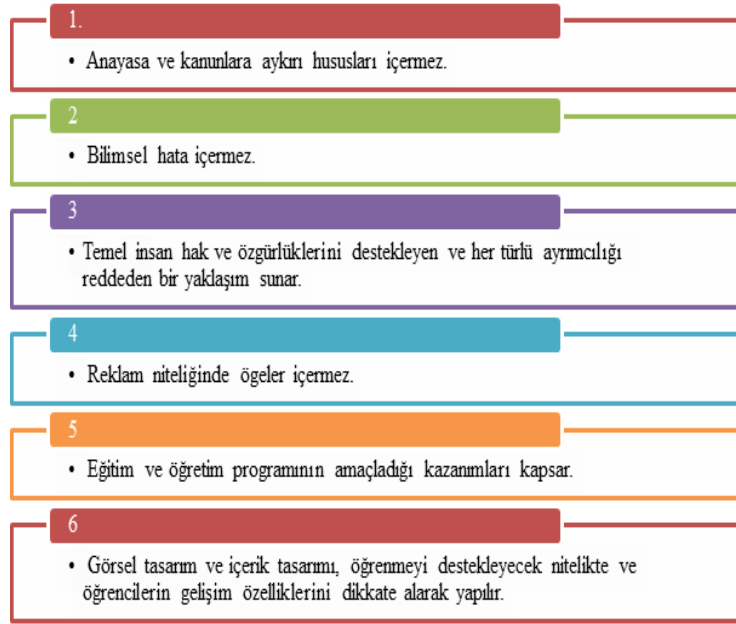 1.
• Anayasa ve kanunlara aykırı hususları içermez.
2
• Bilimsel hata içermez.
3
• Temel insan hak ve özgürlüklerini destekleyen ve her türlü ayrımcılığı
reddeden bir yaklaşım sunar.
4
• Reklam niteliğinde ögeler içermez.
5
• Eğitim ve öğretim programının amaçladığı kazanımları kapsar.
6
• Görsel tasarım ve içerik tasarımı, öğrenmeyi destekleyecek nitelikte ve
öğrencilerin gelişim özelliklerini dikkate alarak yapılır.